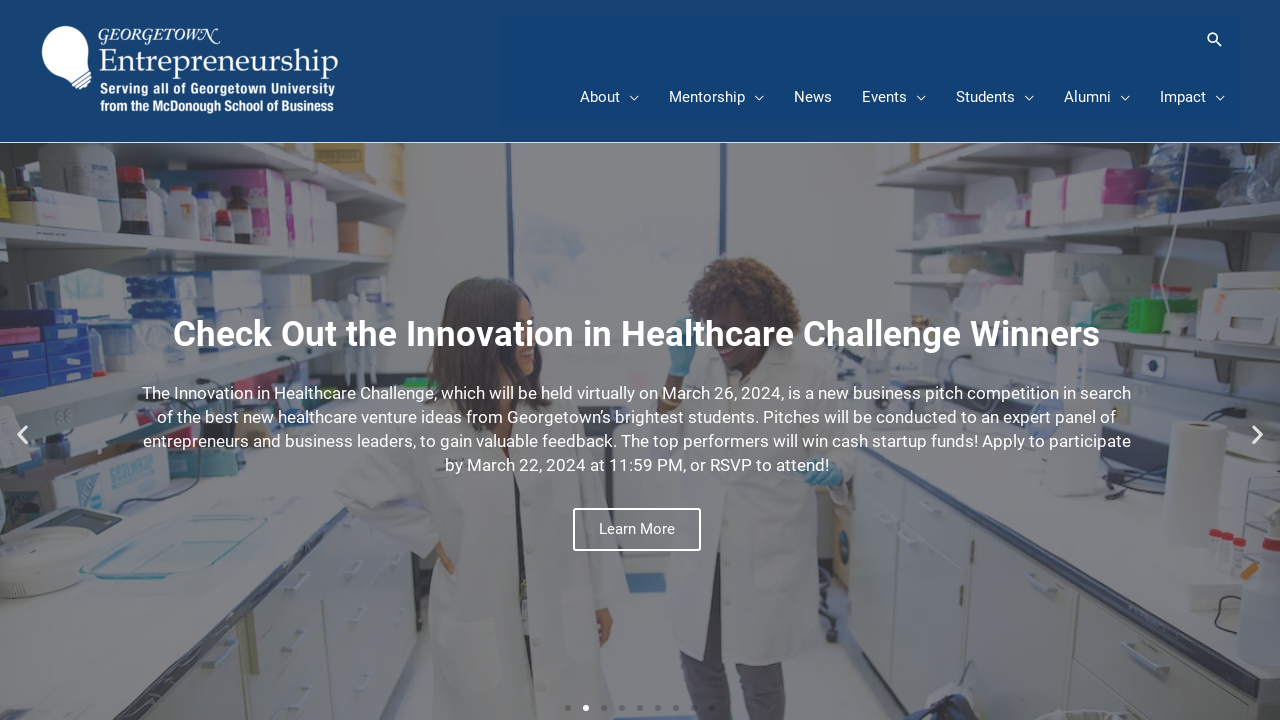 GEORGETOWN
Entrepreneurship
Serving all of Georgetown University
from the McDonough School of Business
About
Mentorship
News
Events
Students
Alumni
Impact
Check Out the Innovation in Healthcare Challenge Winners
The Innovation in Healthcare Challenge, which will be held virtually on March 26, 2024, is a new business pitch competition in search
of the best new healthcare venture ideas from Georgetown’s brightest students. Pitches will be conducted to an expert panel of
entrepreneurs and business leaders, to gain valuable feedback. The top performers will win cash startup funds! Apply to participate
by March 22, 2024 at 11:59 PM, or RSVP to attend!
Learn More